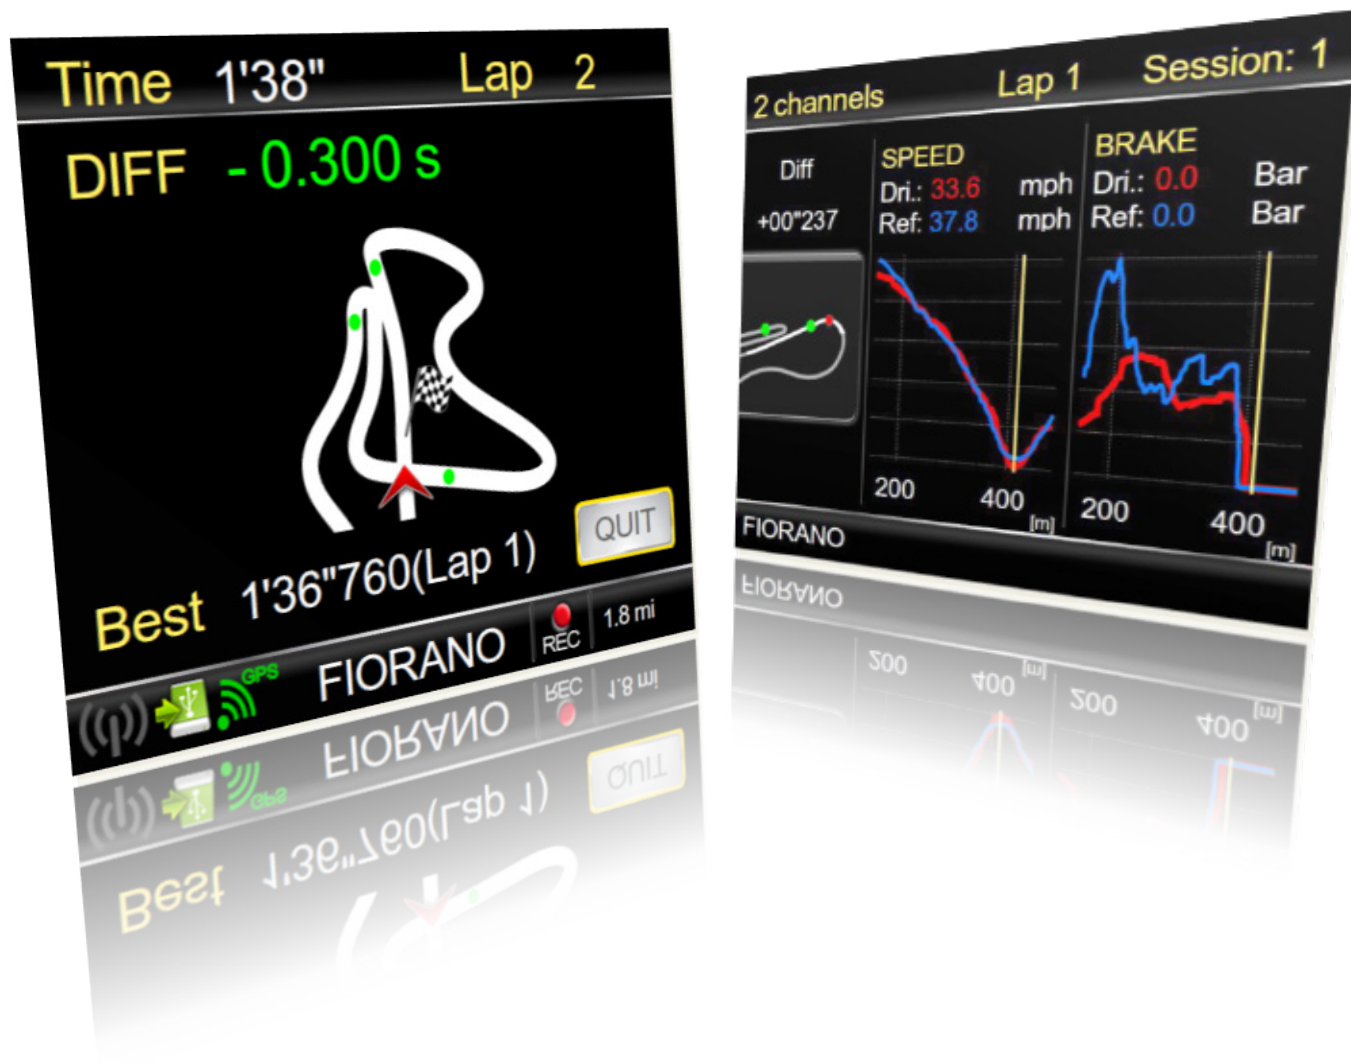 Time 1'38" Lap 2
DIFF - 0.300 s
QUIT
Best 1'36"760(Lap 1)
GPS FIORANO REC 1.8 mi
2 channels Lap 1 Session: 1
Diff
+00"237
SPEED
Dri.: 33.6 mph
Ref: 37.8 mph
200 400 [m]
BRAKE
Dri.: 0.0 Bar
Ref: 0.0 Bar
200 400 [m]
FIORANO